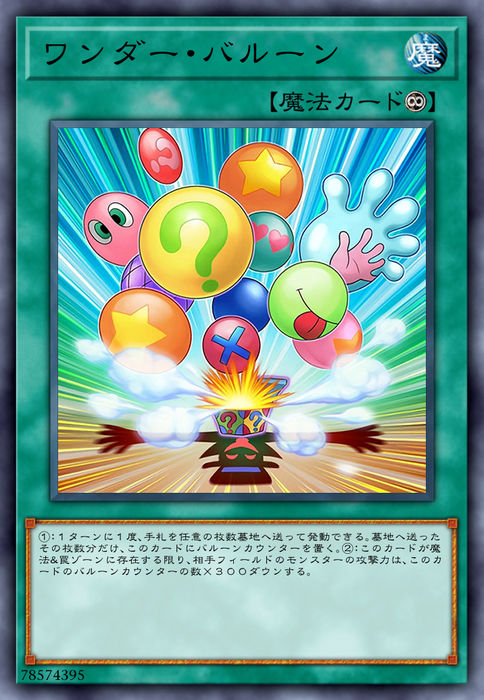 ワンダー・バルーン
魔
【魔法カード♾】
?
?
?
①：１ターンに１度、手札を任意の枚数墓地へ送って発動できる。墓地へ送った
その枚数分だけ、このカードにバルーンカウンターを置く。②：このカードが魔
法&罠ゾーンに存在する限り、相手フィールドのモンスターの攻撃力は、このカ
ードのバルーンカウンターの数×３００ダウンする。
78574395